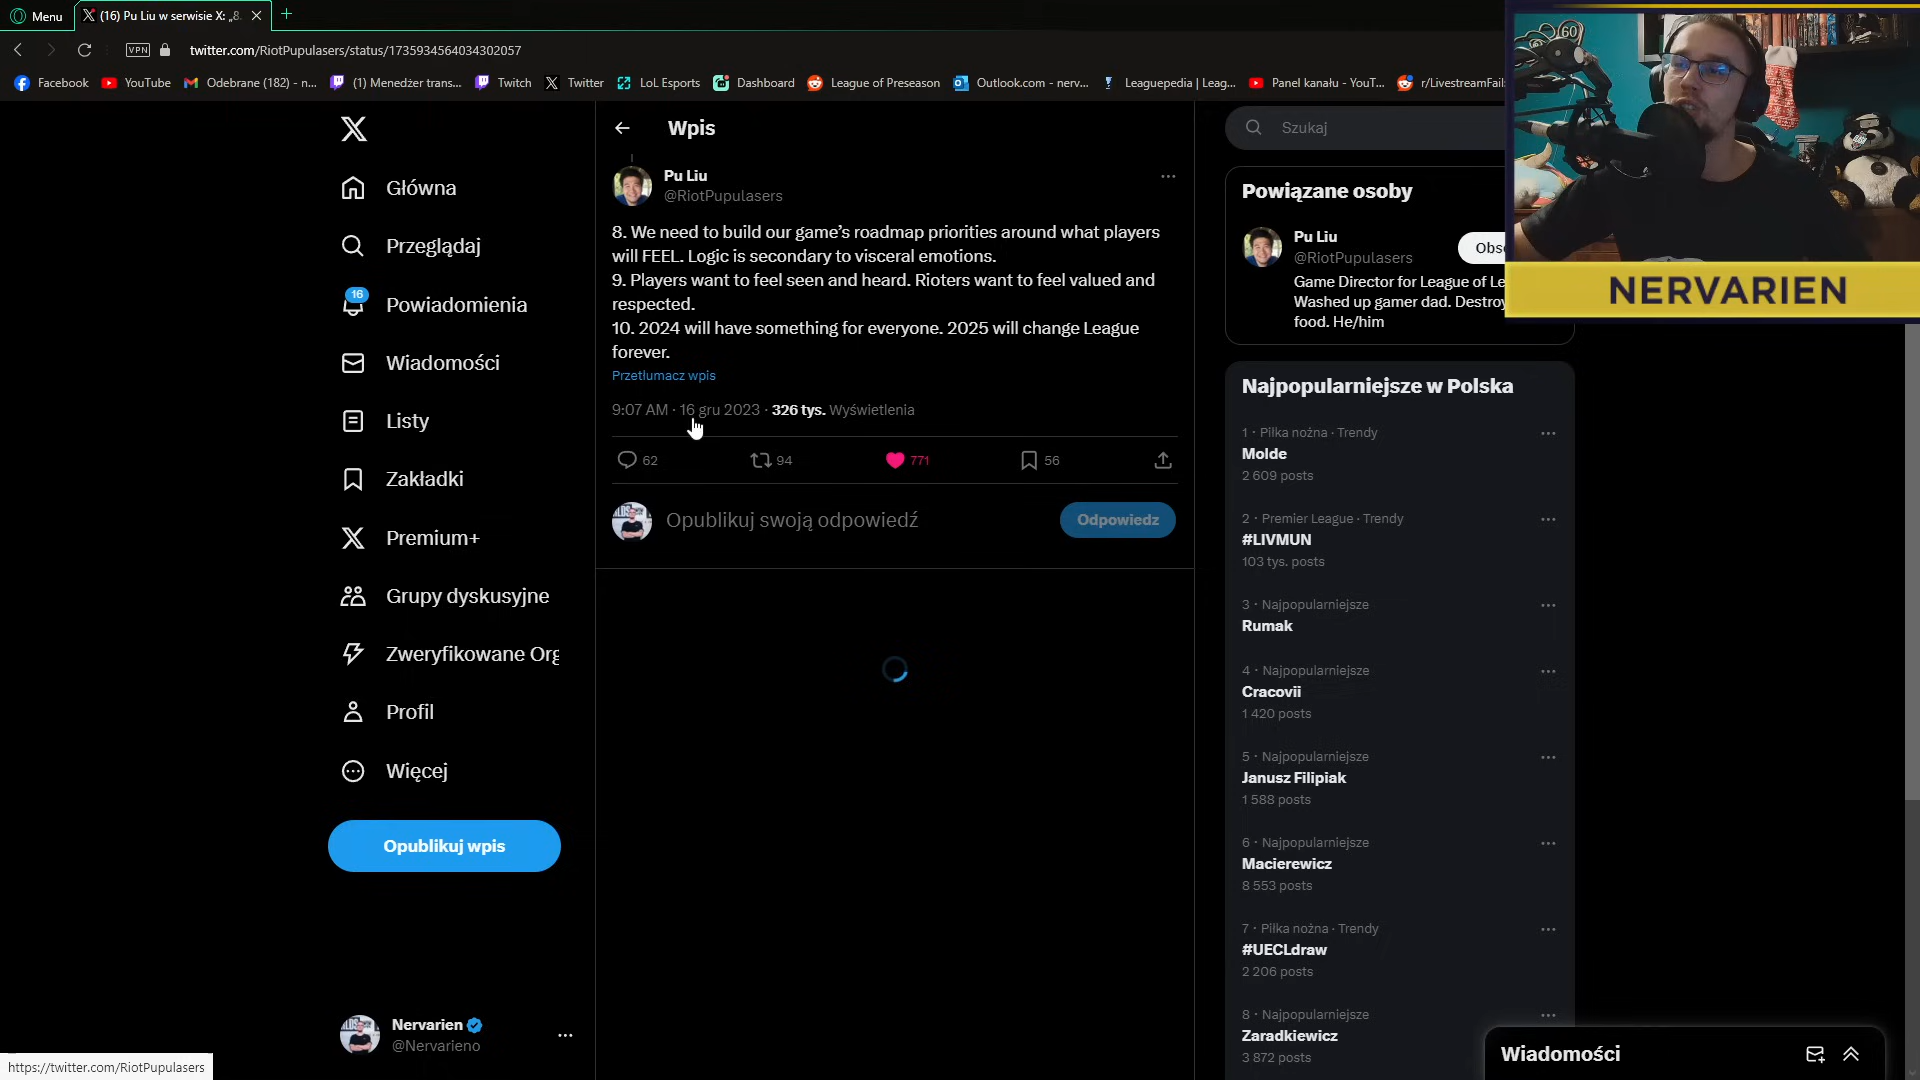 Menu
(16) Pu Liu w serwisie X: „8.
VPN
twitter.com/RiotPupulasers/status/1735934564034302057
Facebook
YouTube
Odebrane (182) - n...
(1) Menedżer trans...
Twitch
Twitter
LoL Esports
Dashboard
League of Preseason
Outlook.com - nerv...
Leaguepedia | Leag...
Panel kanału - YouT...
r/LivestreamFail
Główna
Przeglądaj
16
Powiadomienia
Wiadomości
Listy
Zakładki
Premium+
Grupy dyskusyjne
Zweryfikowane Org
Profil
Więcej
Opublikuj wpis
Nervarien
@Nervarieno
https://twitter.com/RiotPupulasers
Wpis
Pu Liu
@RiotPupulasers
8. We need to build our game’s roadmap priorities around what players
will FEEL. Logic is secondary to visceral emotions.
9. Players want to feel seen and heard. Rioters want to feel valued and
respected.
10. 2024 will have something for everyone. 2025 will change League
forever.
Przetłumacz wpis
9:07 AM · 16 gru 2023 · 326 tys. Wyświetlenia
62
94
771
56
Opublikuj swoją odpowiedź
Odpowiedz
Szukaj
Powiązane osoby
Pu Liu
@RiotPupulasers
Obse
Game Director for League of Le
Washed up gamer dad. Destroy
food. He/him
Najpopularniejsze w Polska
1 · Piłka nożna · Trendy
Molde
2 609 posts
2 · Premier League · Trendy
#LIVMUN
103 tys. posts
3 · Najpopularniejsze
Rumak
4 · Najpopularniejsze
Cracovii
1 420 posts
5 · Najpopularniejsze
Janusz Filipiak
1 588 posts
6 · Najpopularniejsze
Macierewicz
8 553 posts
7 · Piłka nożna · Trendy
#UECLdraw
2 206 posts
8 · Najpopularniejsze
Zaradkiewicz
3 872 posts
Wiadomości
60
NERVARIEN